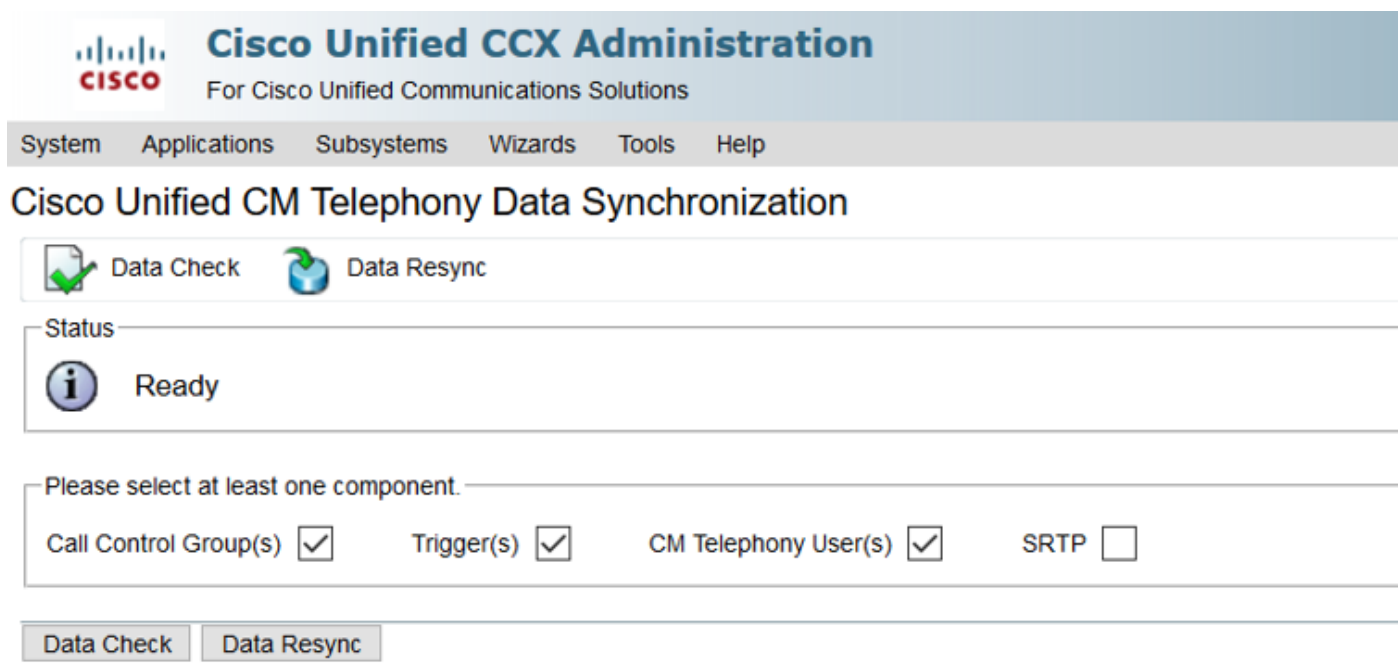 CISCO
Cisco Unified CCX Administration
For Cisco Unified Communications Solutions
System Applications Subsystems Wizards Tools Help
Cisco Unified CM Telephony Data Synchronization
Data Check Data Resync
Status
Ready
Please select at least one component.
Call Control Group(s) Trigger(s) CM Telephony User(s) SRTP
Data Check Data Resync